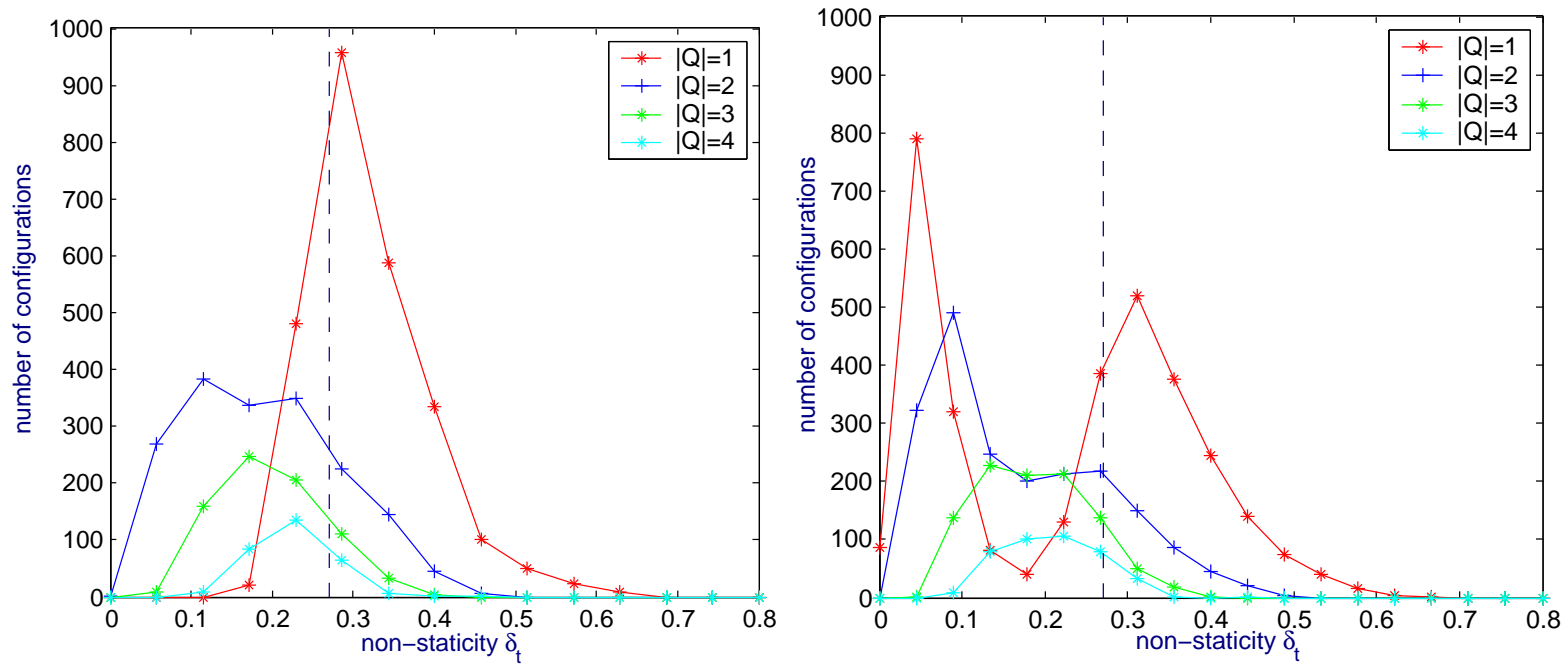 1000
900
800
700
600
500
400
300
200
100
0
number of configurations
|Q|=1
|Q|=2
|Q|=3
|Q|=4
0 0.1 0.2 0.3 0.4 0.5 0.6 0.7 0.8
non−staticity δt
1000
900
800
700
600
500
400
300
200
100
0
number of configurations
|Q|=1
|Q|=2
|Q|=3
|Q|=4
0 0.1 0.2 0.3 0.4 0.5 0.6 0.7 0.8
non−staticity δt